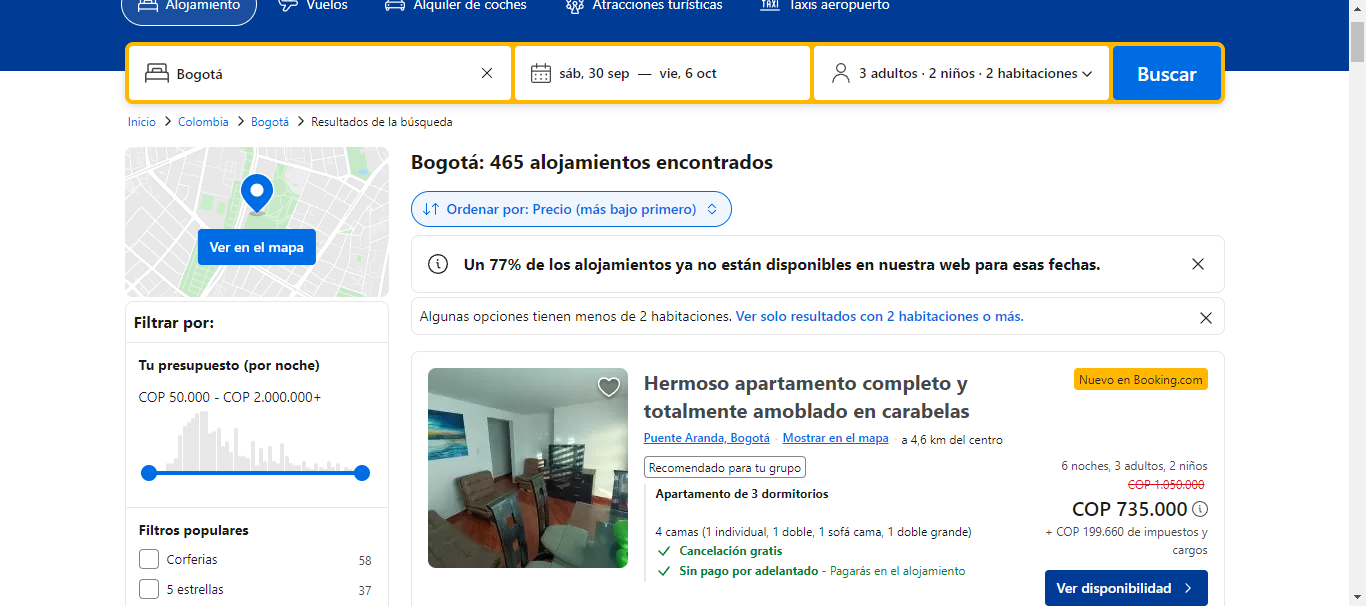 Alojamiento
Vuelos
Alquiler de coches
Atracciones turísticas
TAXI
Taxis aeropuerto
Bogotá
sáb, 30 sep — vie, 6 oct
3 adultos · 2 niños · 2 habitaciones
Buscar
Inicio > Colombia > Bogotá > Resultados de la búsqueda
Ver en el mapa
Filtrar por:
Tu presupuesto (por noche)
COP 50.000 - COP 2.000.000+
Filtros populares
Corferias 58
5 estrellas 37
Bogotá: 465 alojamientos encontrados
Ordenar por: Precio (más bajo primero)
Un 77% de los alojamientos ya no están disponibles en nuestra web para esas fechas.
Algunas opciones tienen menos de 2 habitaciones. Ver solo resultados con 2 habitaciones o más.
Hermoso apartamento completo y
totalmente amoblado en carabelas
Nuevo en Booking.com
Puente Aranda, Bogotá · Mostrar en el mapa · a 4,6 km del centro
Recomendado para tu grupo
Apartamento de 3 dormitorios
4 camas (1 individual, 1 doble, 1 sofá cama, 1 doble grande)
Cancelación gratis
Sin pago por adelantado - Pagarás en el alojamiento
6 noches, 3 adultos, 2 niños
COP 1.050.000
COP 735.000
+ COP 199.660 de impuestos y
cargos
Ver disponibilidad